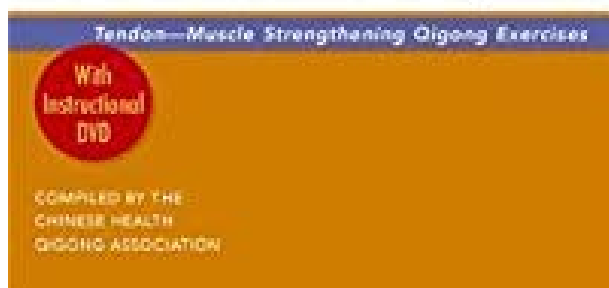 Tendon—Muscle Strengthening Qigong Exercises
With
Instructional
DVD
COMPILED BY THE
CHINESE HEALTH
QIGONG ASSOCIATION